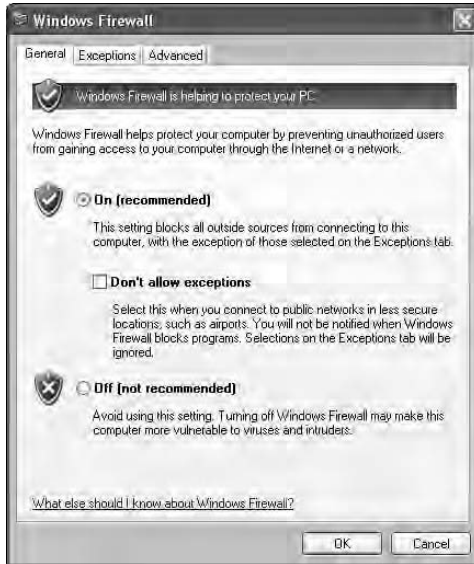 Windows Firewall
General Exceptions Advanced
Windows Firewall is helping to protect your PC
Windows Firewall helps protect your computer by preventing unauthorized users
from gaining access to your computer through the Internet or a network.
On (recommended)
This setting blocks all outside sources from connecting to this
computer, with the exception of those selected on the Exceptions tab.
Don't allow exceptions
Select this when you connect to public networks in less secure
locations, such as airports. You will not be notified when Windows
Firewall blocks programs. Selections on the Exceptions tab will be
ignored.
Off (not recommended)
Avoid using this setting. Turning off Windows Firewall may make this
computer more vulnerable to viruses and intruders.
What else should I know about Windows Firewall?
OK Cancel